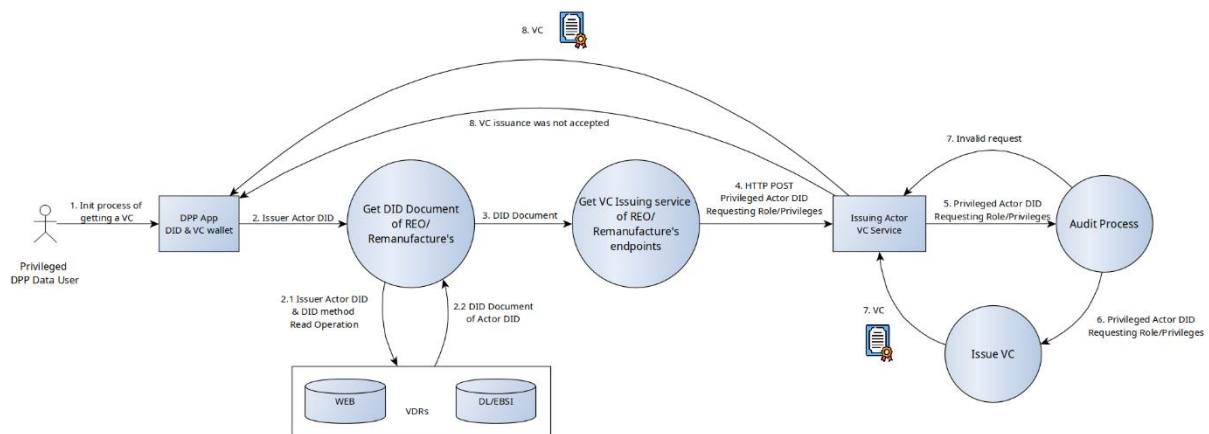 8. VC
8. VC issuance was not accepted
7. Invalid request
1. Init process of
getting a VC
DPP App
DID & VC wallet
2. Issuer Actor DID
Get DID Document
of REO/
Remanufacture's
3. DID Document
Get VC Issuing service
of REO/
Remanufacture's
endpoints
4. HTTP POST
Privileged Actor DID
Requesting Role/Privileges
Issuing Actor
VC Service
5. Privileged Actor DID
Requesting Role/Privileges
Audit Process
Privileged
DPP Data User
2.1 Issuer Actor DID
& DID method
Read Operation
2.2 DID Document
of Actor DID
7. VC
6. Privileged Actor DID
Requesting Role/Privileges
Issue VC
WEB
VDRs
DL/EBSI